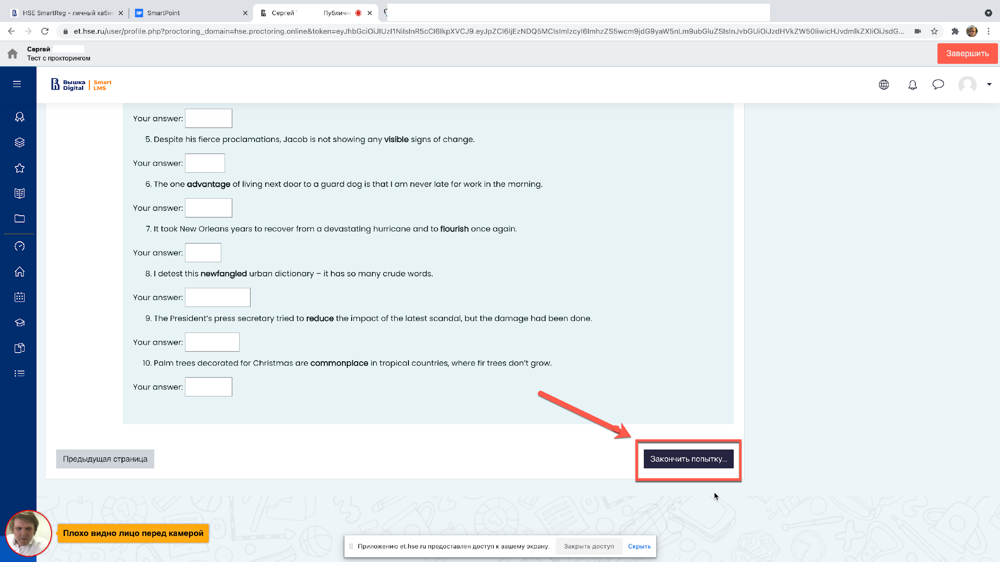 HSE SmartReg - личный каби
SmartPoint
Сергей
Публичн
et.hse.ru/user/profile.php?proctoring_domain=hse.proctoring.online&token=eyJhbGciOiJIUzI1NiIsInR5cCI6IkpXVCJ9.eyJpZCI6IjEzNDQ5MCIsImlzcyI6ImhzZS5wcm9jdG9yaW5nLm9ubGluZSIsInJvbGUiOiJzdHVkZW50IiwicHJvdmlkZXIiOiJsdG...
Сергей
Тест с прокторингом
Завершить
Вышка
Digital
Smart
LMS
Your answer:
5. Despite his fierce proclamations, Jacob is not showing any visible signs of change.
Your answer:
6. The one advantage of living next door to a guard dog is that I am never late for work in the morning.
Your answer:
7. It took New Orleans years to recover from a devastating hurricane and to flourish once again.
Your answer:
8. I detest this newfangled urban dictionary – it has so many crude words.
Your answer:
9. The President's press secretary tried to reduce the impact of the latest scandal, but the damage had been done.
Your answer:
10. Palm trees decorated for Christmas are commonplace in tropical countries, where fir trees don't grow.
Your answer:
Предыдущая страница
Закончить попытку...
Плохо видно лицо перед камерой
Приложению et.hse.ru предоставлен доступ к вашему экрану.
Закрыть доступ
Скрыть